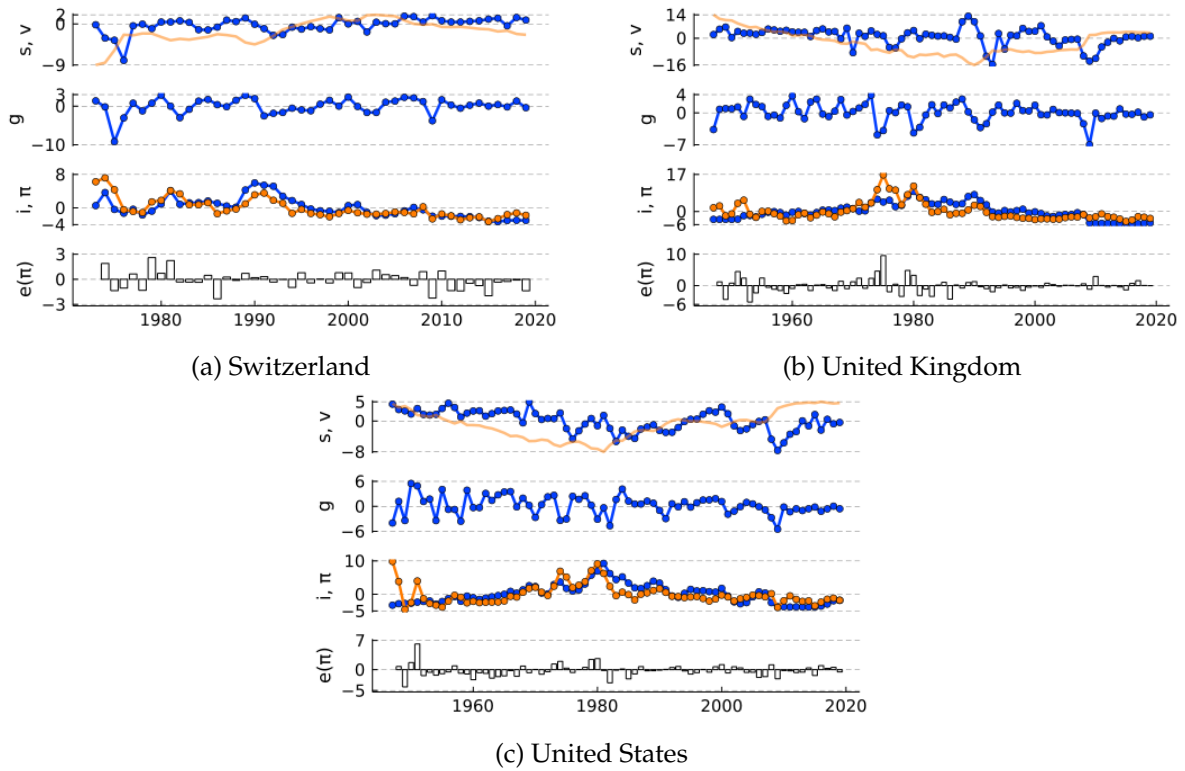 s, v
2
−9
g
3
0
−10
i, π
8
0
−4
e(π)
3
0
−3
1980 1990 2000 2010 2020
(a) Switzerland
s, v
14
0
−16
g
4
0
−7
i, π
17
0
−6
e(π)
10
0
−6
1960 1980 2000 2020
(b) United Kingdom
s, v
5
0
−8
g
6
0
−6
i, π
10
0
−5
e(π)
7
0
−5
1960 1980 2000 2020
(c) United States